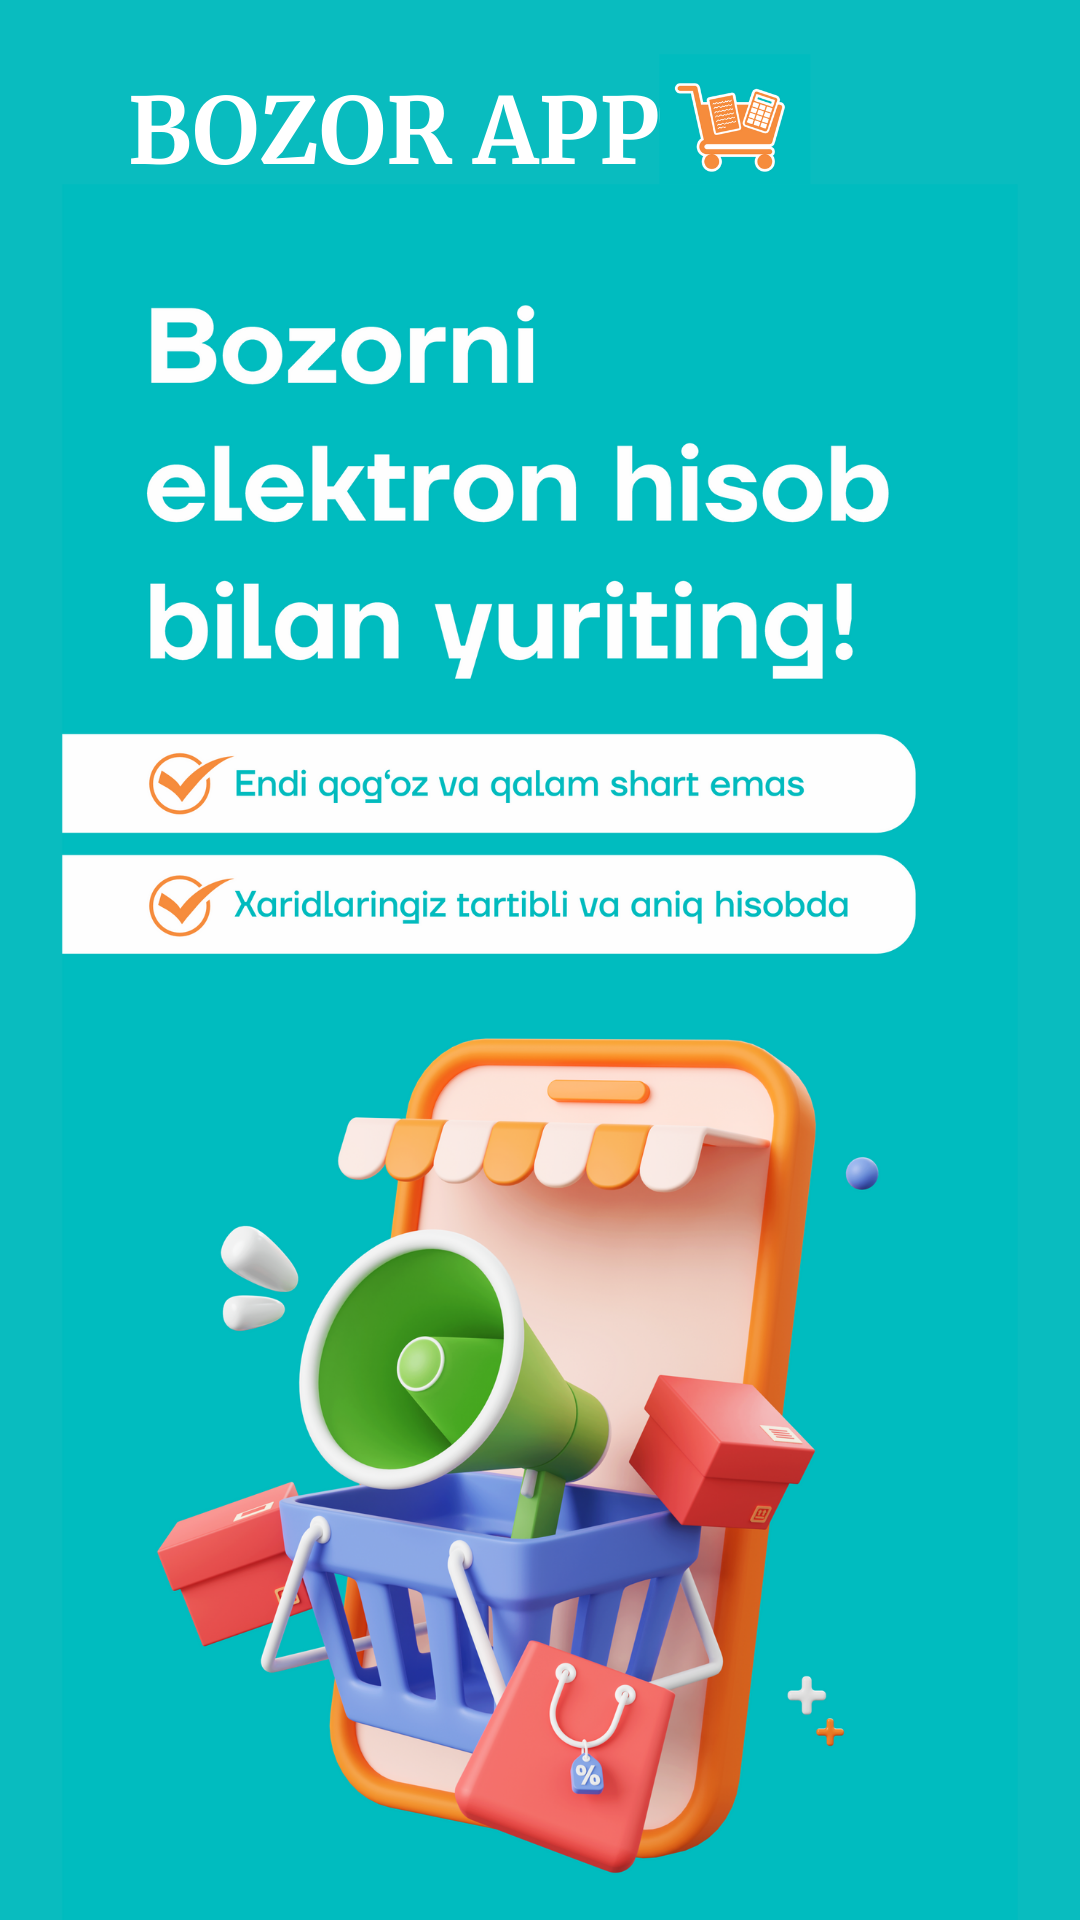 BOZOR APP
Bozorni
elektron hisob
bilan yuriting!
Endi qog‘oz va qalam shart emas
Xaridlaringiz tartibli va aniq hisobda
%